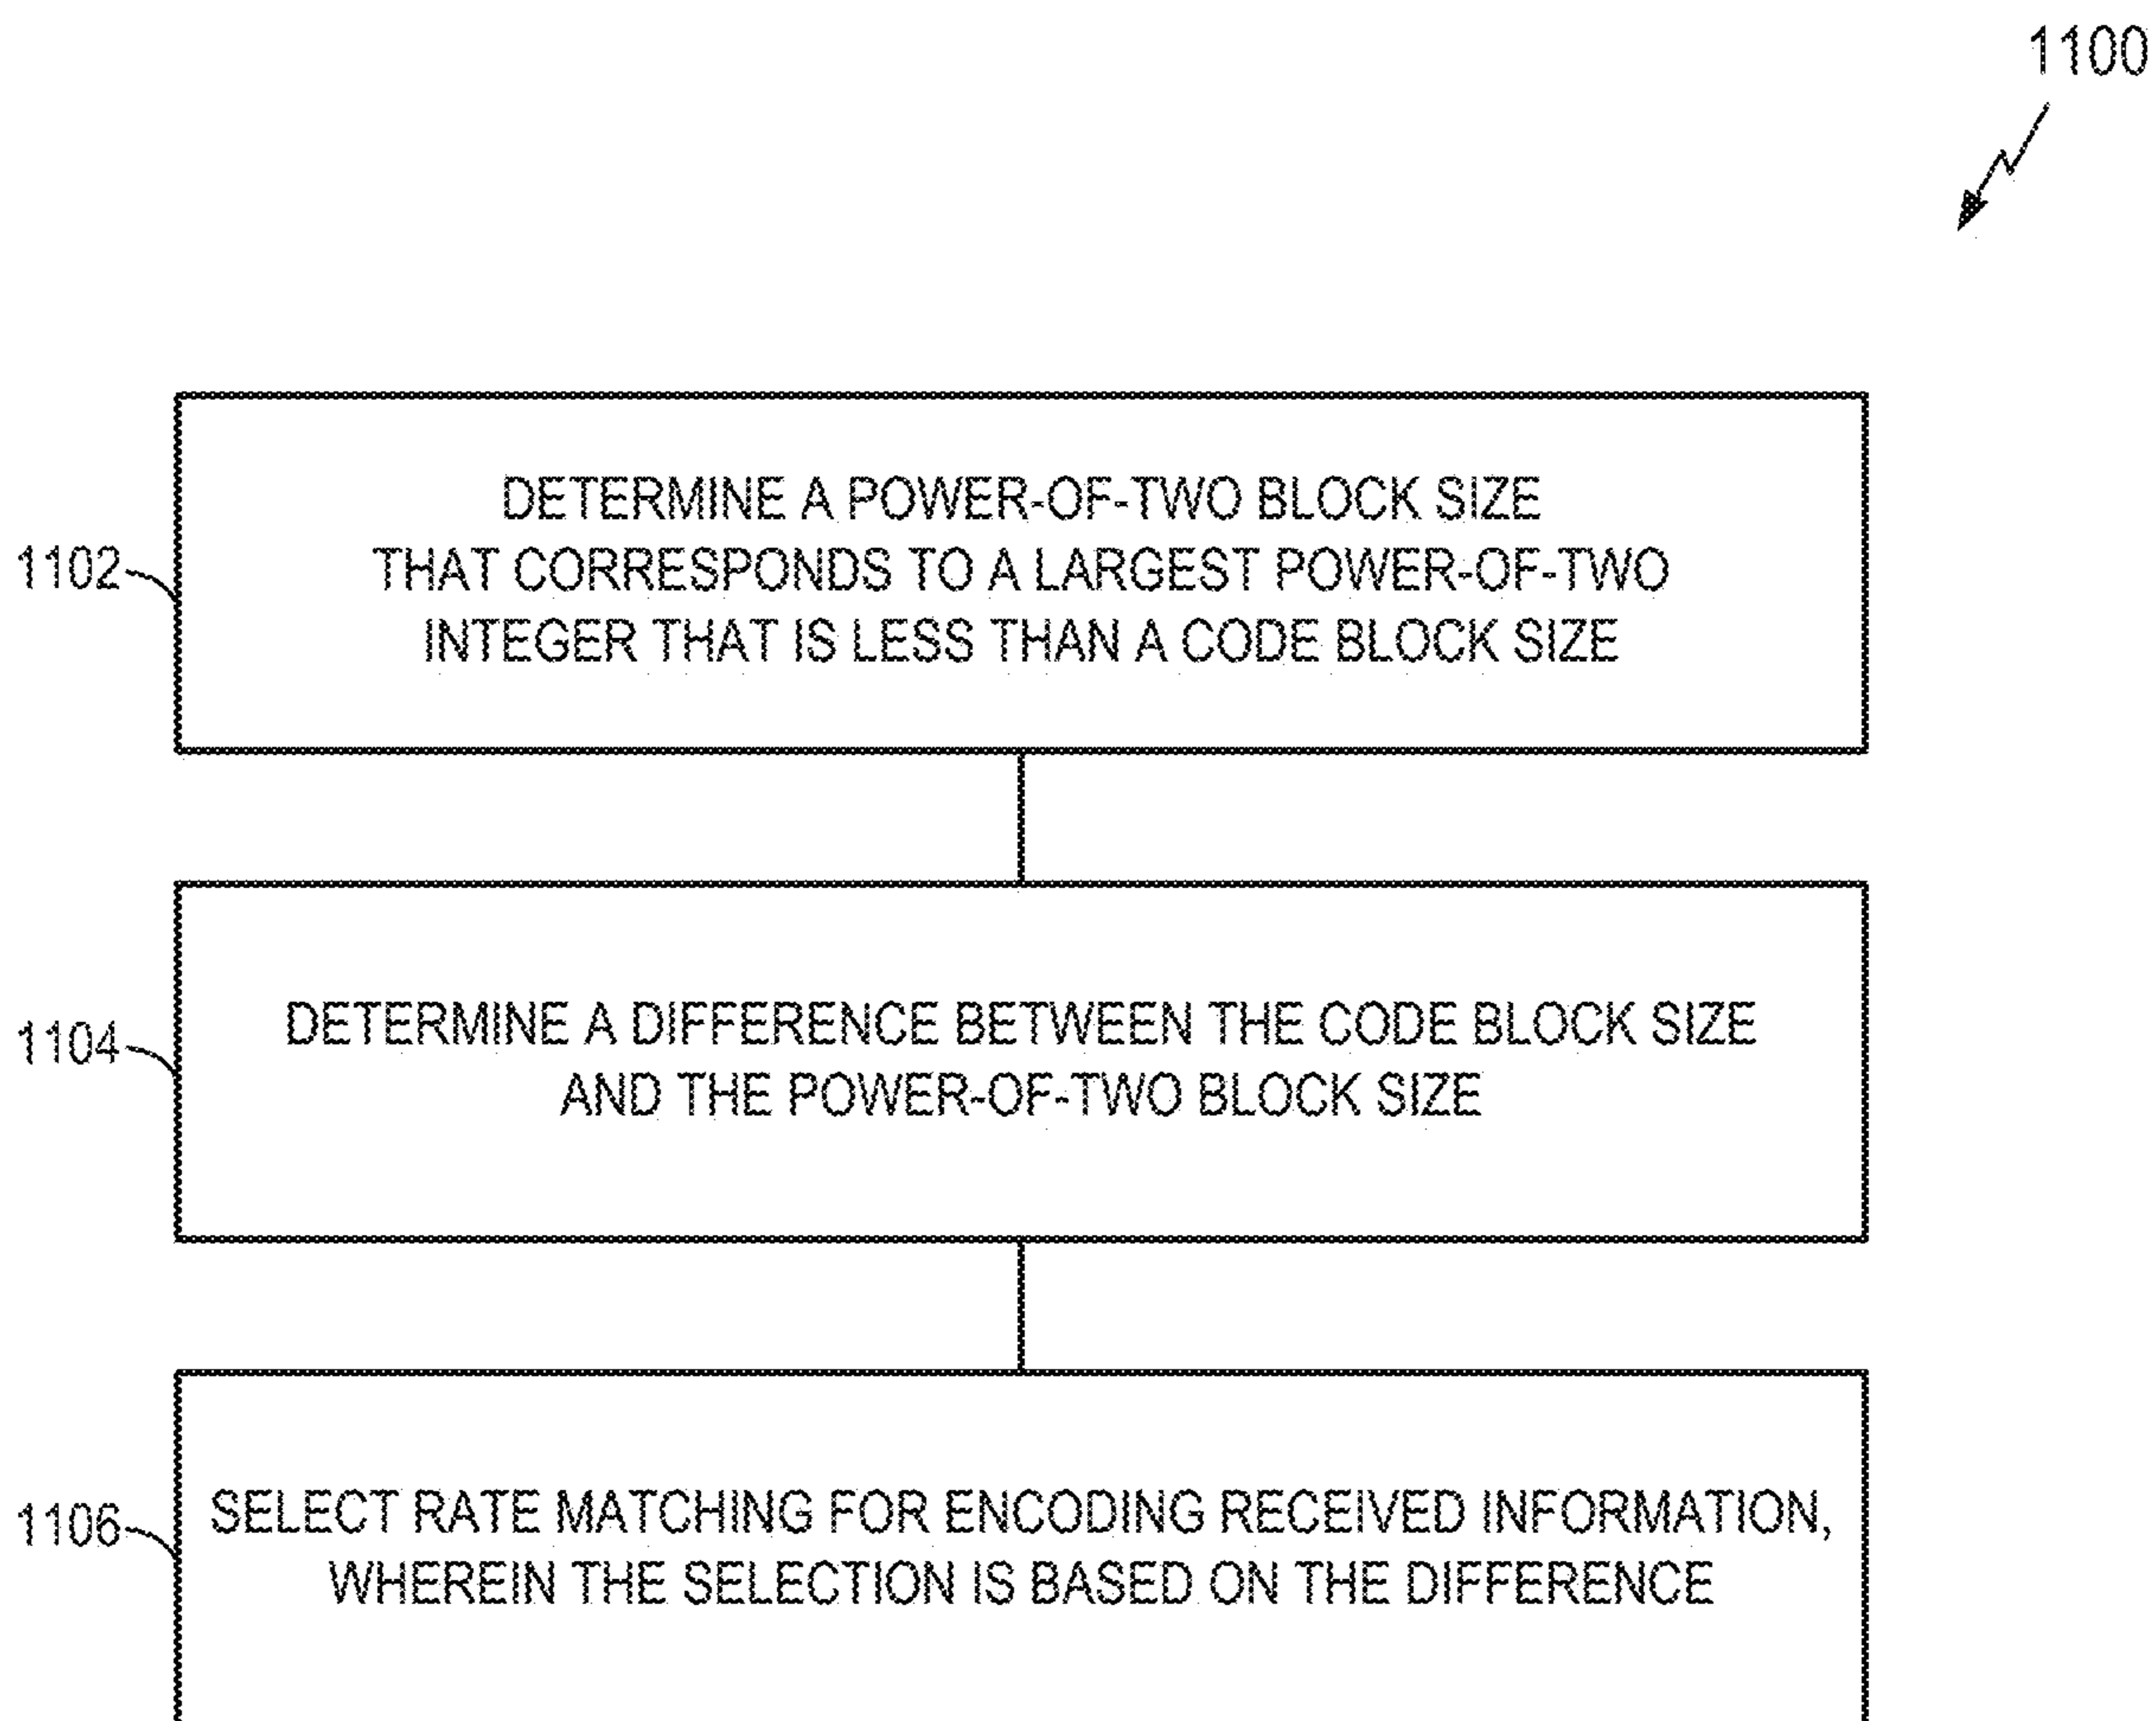 1100
DETERMINE A POWER-OF-TWO BLOCK SIZE
THAT CORRESPONDS TO A LARGEST POWER-OF-TWO
1102
INTEGER THAT IS LESS THAN A CODE BLOCK SIZE
DETERMINE A DIFFERENCE BETWEEN THE CODE BLOCK SIZE
1104
AND THE POWER-OF-TWO BLOCK SIZE
SELECT RATE MATCHING FOR ENCODING RECEIVED INFORMATION,
1106
WHEREIN THE SELECTION IS BASED ON THE DIFFERENCE